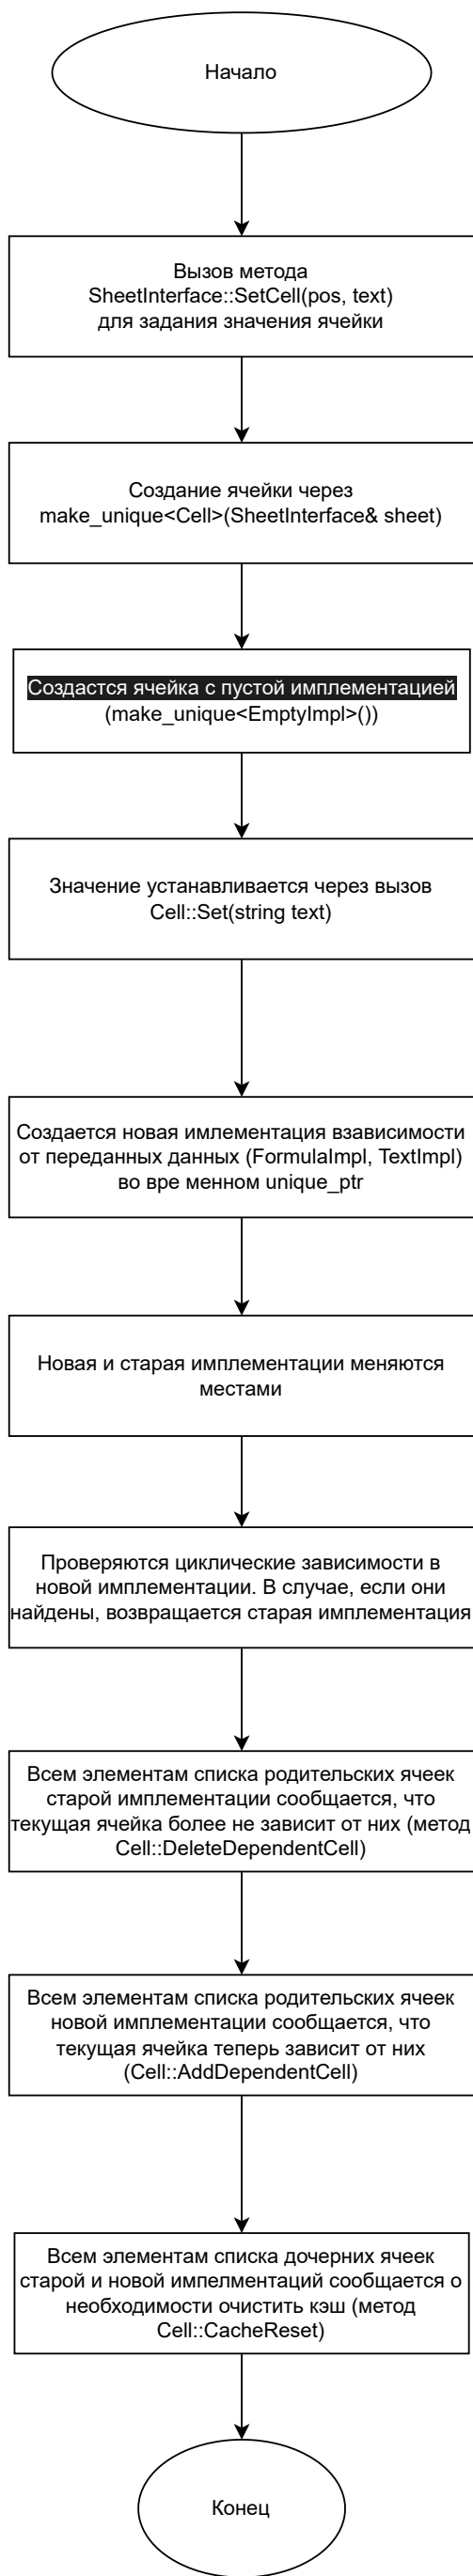 Начало
Вызов метода
SheetInterface::SetCell(pos, text)
для задания значения ячейки
Создание ячейки через
make_unique<Cell>(SheetInterface& sheet)
Создастся ячейка с пустой имплементацией
(make_unique<EmptyImpl>())
Значение устанавливается через вызов
Cell::Set(string text)
Создается новая имлементация взависимости
от переданных данных (FormulaImpl, TextImpl)
во вре менном unique_ptr
Новая и старая имплементации меняются
местами
Проверяются циклические зависимости в
новой имплементации. В случае, если они
найдены, возвращается старая имплементация
Всем элементам списка родительских ячеек
старой имплементации сообщается, что
текущая ячейка более не зависит от них (метод
Cell::DeleteDependentCell)
Всем элементам списка родительских ячеек
новой имплементации сообщается, что
текущая ячейка теперь зависит от них
(Cell::AddDependentCell)
Всем элементам списка дочерних ячеек
старой и новой импелментаций сообщается о
необходимости очистить кэш (метод
Cell::CacheReset)
Конец